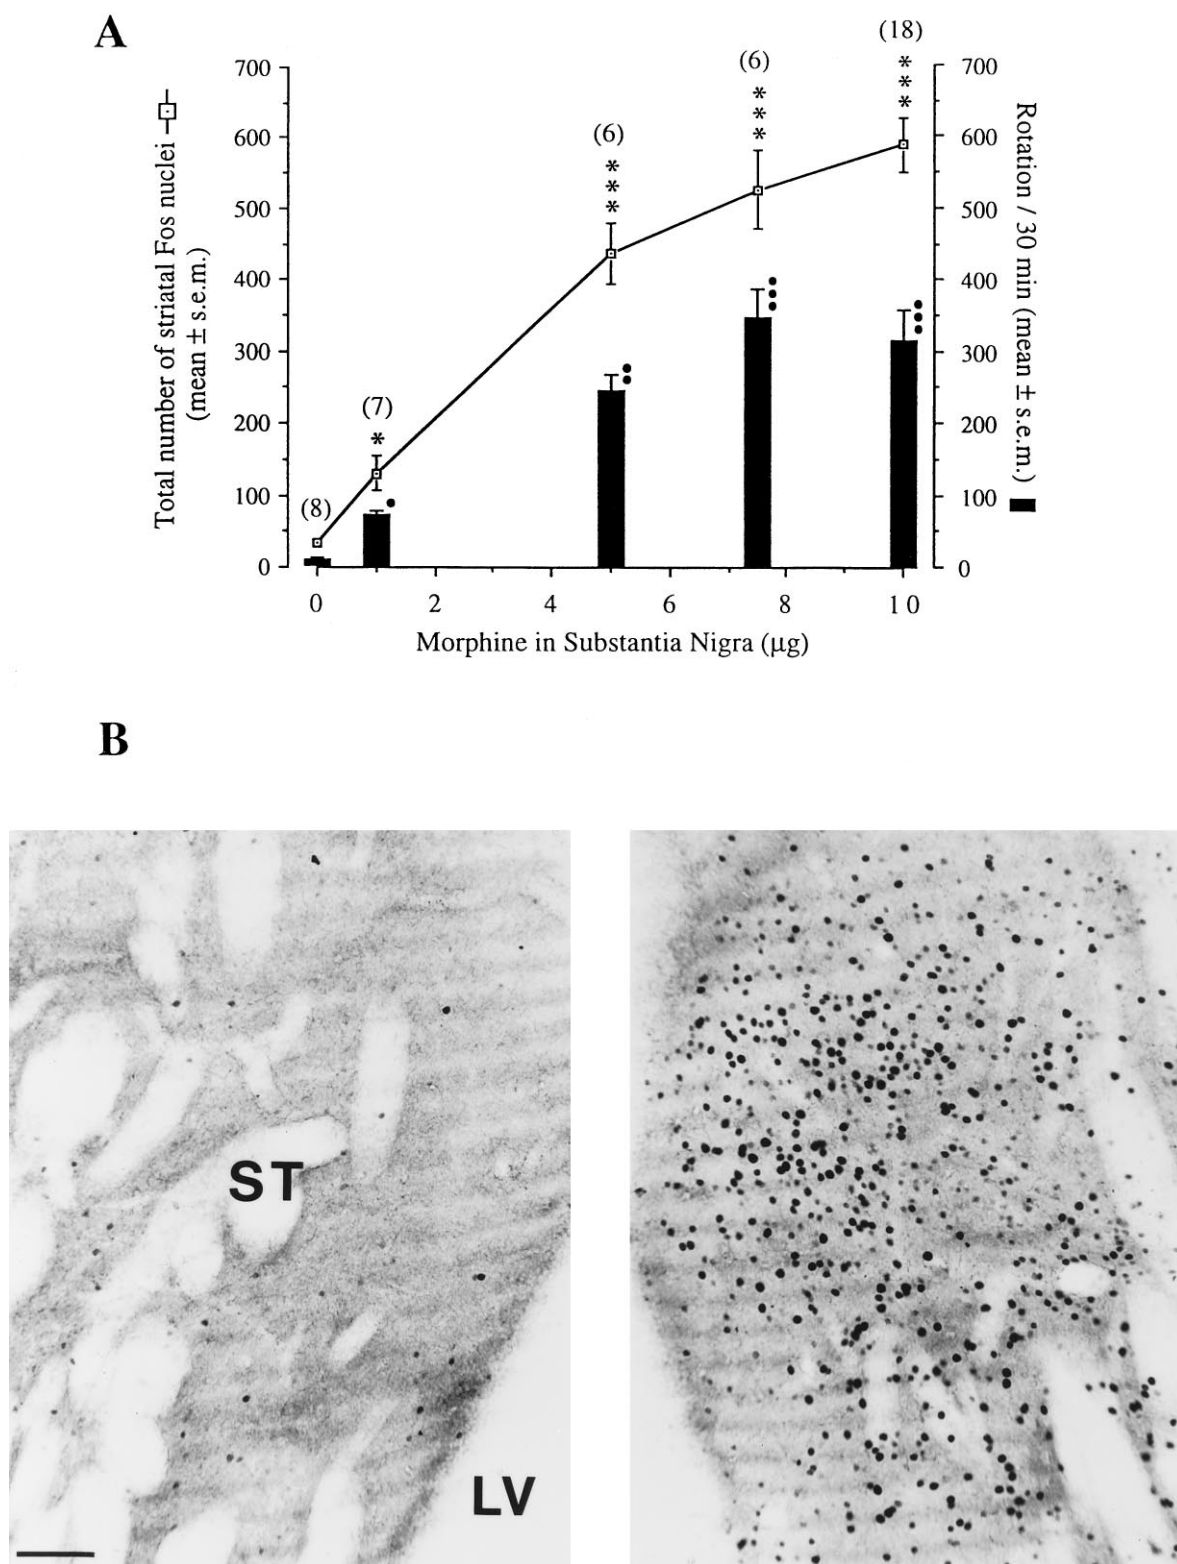 A
(18)
(6)
***
700
700
***
(6)
600
600
***
500
500
400
400
300
300
(7)
200
200
*
(8)
100
100
0
0
0 2 4 6 8 10
Total number of striatal Fos nuclei
(mean ± s.e.m.)
Rotation / 30 min (mean ± s.e.m.)
Morphine in Substantia Nigra (µg)
B
ST
LV